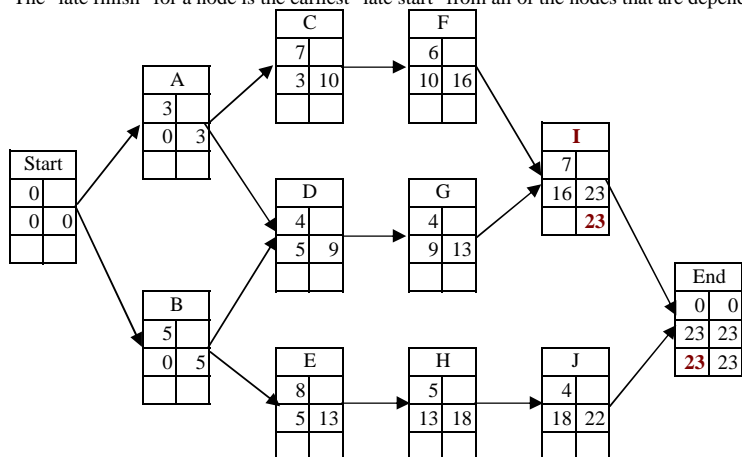 The "late finish" for a node is the earliest "late start" from all of the nodes that are depend
C
7
3 10
F
6
10 16
A
3
0 3
I
7
16 23
23
Start
0
0 0
D
4
5 9
G
4
9 13
End
0 0
23 23
23 23
B
5
0 5
E
8
5 13
H
5
13 18
J
4
18 22